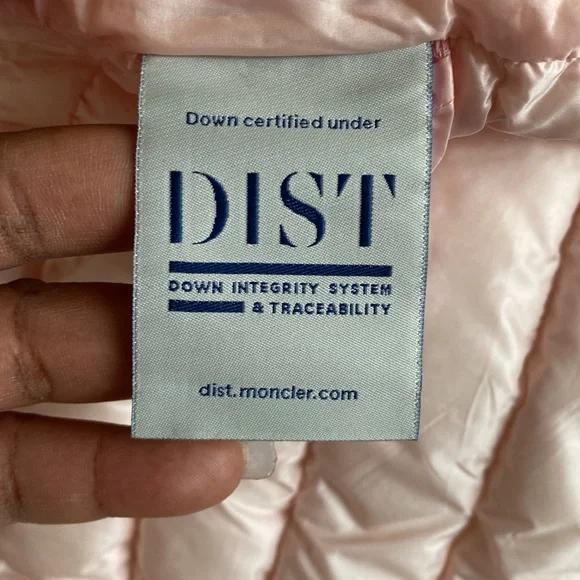 Down certified under
DIST
DOWN INTEGRITY SYSTEM
& TRACEABILITY
dist.moncler.com